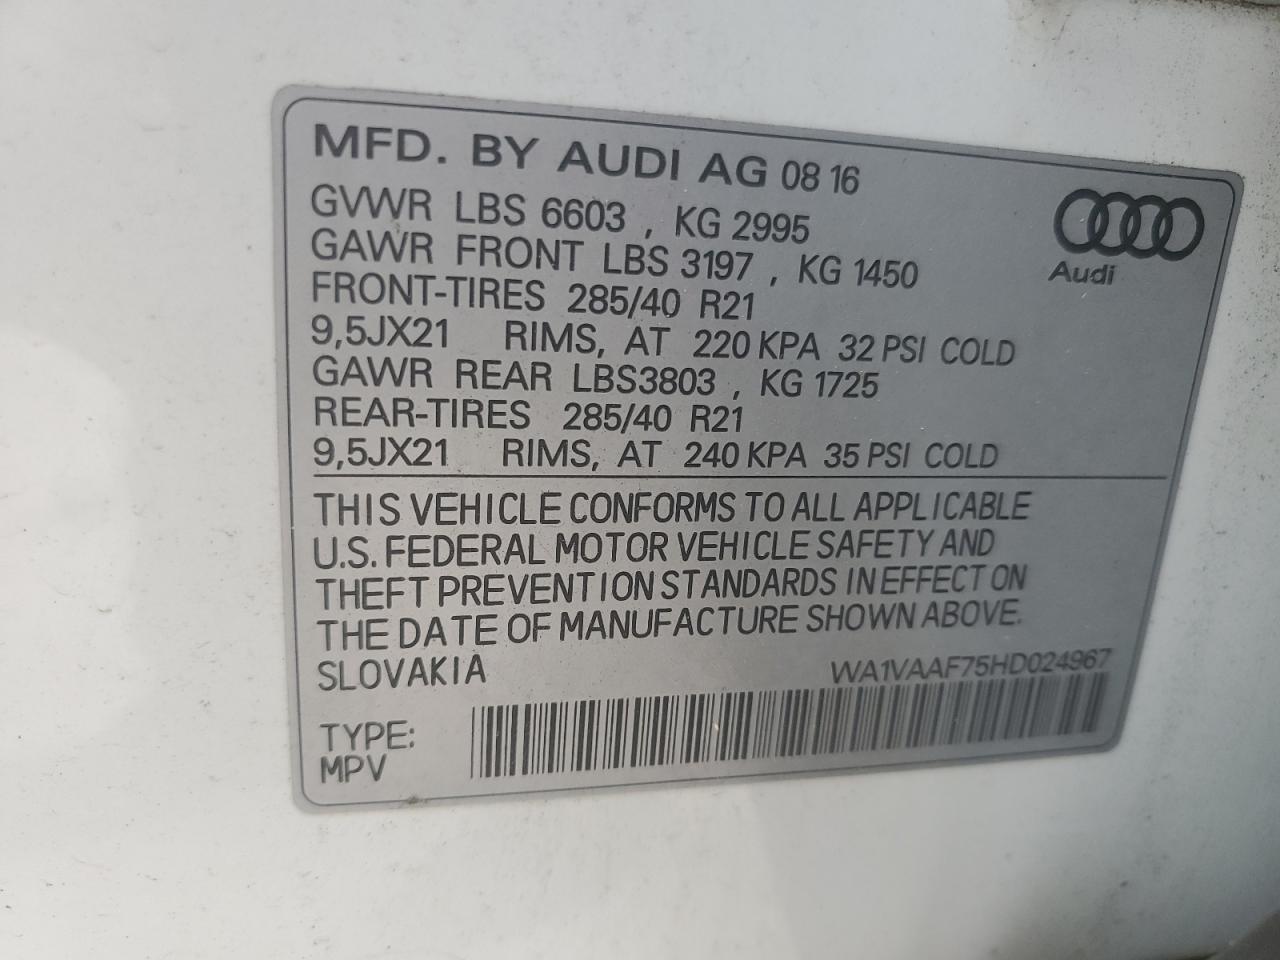 MFD. BY AUDI AG 08 16
GVWR LBS 6603 , KG 2995
GAWR FRONT LBS 3197 , KG 1450
FRONT-TIRES 285/40 R21
9,5JX21 RIMS, AT 220 KPA 32 PSI COLD
GAWR REAR LBS3803 , KG 1725
REAR-TIRES 285/40 R21
9,5JX21 RIMS, AT 240 KPA 35 PSI COLD
Audi
THIS VEHICLE CONFORMS TO ALL APPLICABLE
U.S. FEDERAL MOTOR VEHICLE SAFETY AND
THEFT PREVENTION STANDARDS IN EFFECT ON
THE DATE OF MANUFACTURE SHOWN ABOVE.
SLOVAKIA WA1VAAF75HD024967
TYPE:
MPV